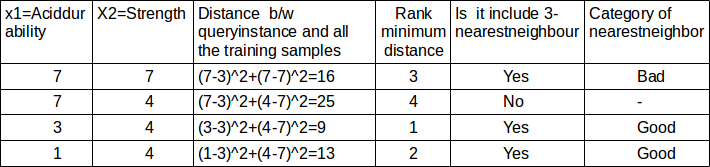 x1=Aciddur ability X2=Strength Distance b/w queryinstance and all the training samples Rank minimum distance Is it include 3-nearestneighbour Category of nearestneighbor
7 7 (7-3)^2+(7-7)^2=16 3 Yes Bad
7 4 (7-3)^2+(4-7)^2=25 4 No -
3 4 (3-3)^2+(4-7)^2=9 1 Yes Good
1 4 (1-3)^2+(4-7)^2=13 2 Yes Good